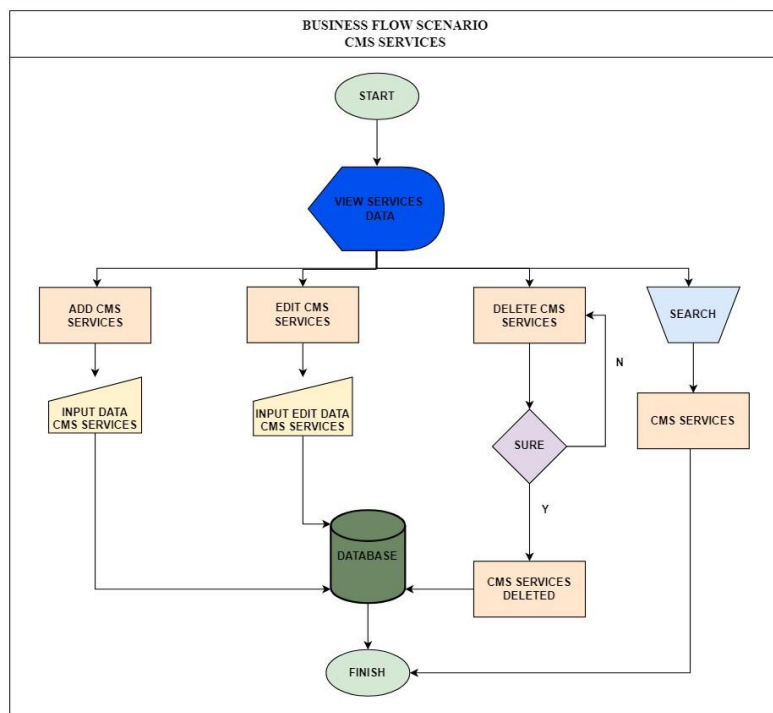 BUSINESS FLOW SCENARIO
CMS SERVICES
START
VIEW SERVICES
DATA
ADD CMS
SERVICES
EDIT CMS
SERVICES
DELETE CMS
SERVICES
SEARCH
N
INPUT DATA
CMS SERVICES
INPUT EDIT DATA
CMS SERVICES
SURE
CMS SERVICES
Y
DATABASE
CMS SERVICES
DELETED
FINISH